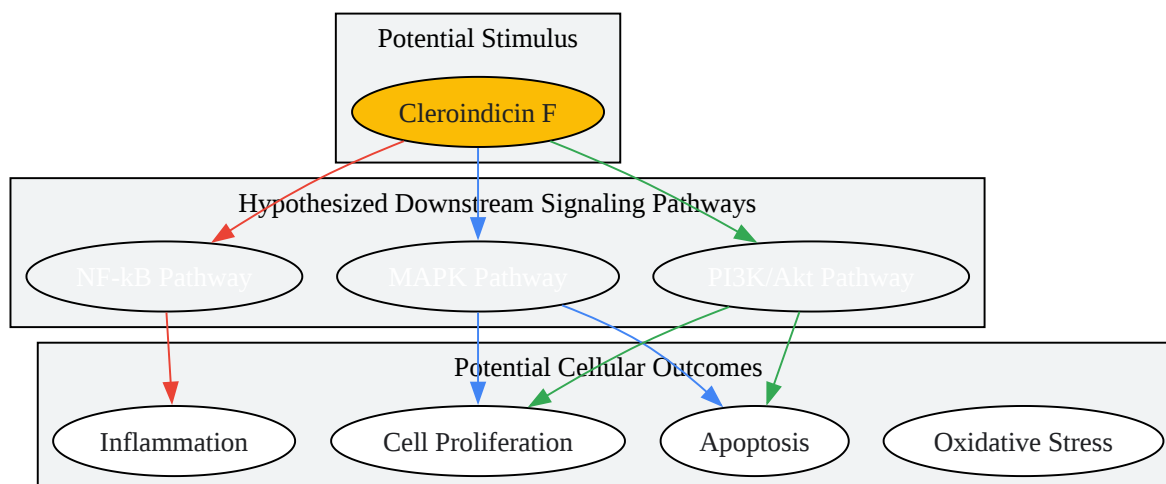 Potential Stimulus
Cleroindicin F
Hypothesized Downstream Signaling Pathways
NF-kB Pathway
MAPK Pathway
PI3K/Akt Pathway
Potential Cellular Outcomes
Inflammation
Cell Proliferation
Apoptosis
Oxidative Stress